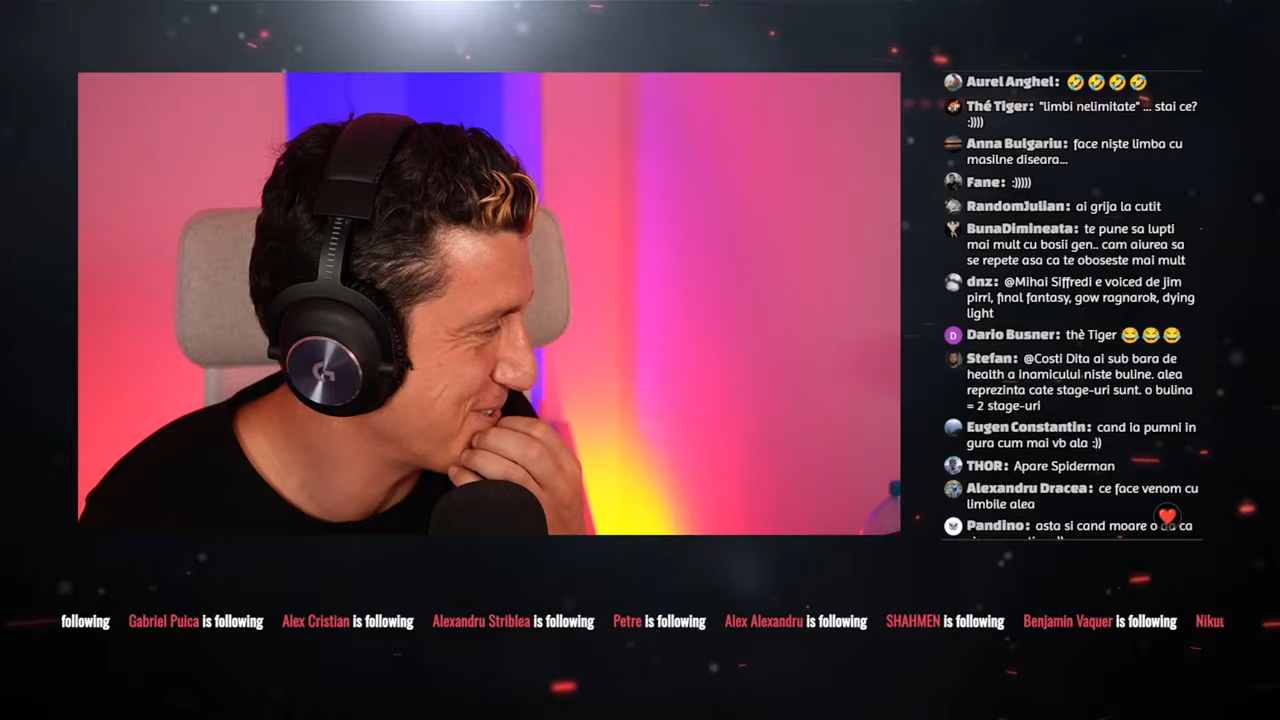 Aurel Anghel: 🤣🤣🤣🤣
Thé Tiger: "limbi nelimitate" ... stai ce?
:))))
Anna Bulgariu: face niște limba cu
masilne diseara...
Fane: :)))))
RandomJulian: ai grija la cutit
BunaDimineata: te pune sa lupti
mai mult cu bosii gen.. cam aiurea sa
se repete asa ca te oboseste mai mult
dnz: @Mihai Siffredi e voiced de jim
pirri, final fantasy, gow ragnarok, dying
light
D Dario Busner: thè Tiger 😂😂😂
Stefan: @Costi Dita ai sub bara de
health a inamicului niste buline. alea
reprezinta cate stage-uri sunt. o bulina
= 2 stage-uri
Eugen Constantin: cand ia pumni in
gura cum mai vb ala :))
THOR: Apare Spiderman
Alexandru Dracea: ce face venom cu
limbile alea
Pandino: asta si cand moare o ca
following Gabriel Puica is following Alex Cristian is following Alexandru Striblea is following Petre is following Alex Alexandru is following SHAHMEN is following Benjamin Vaquer is following